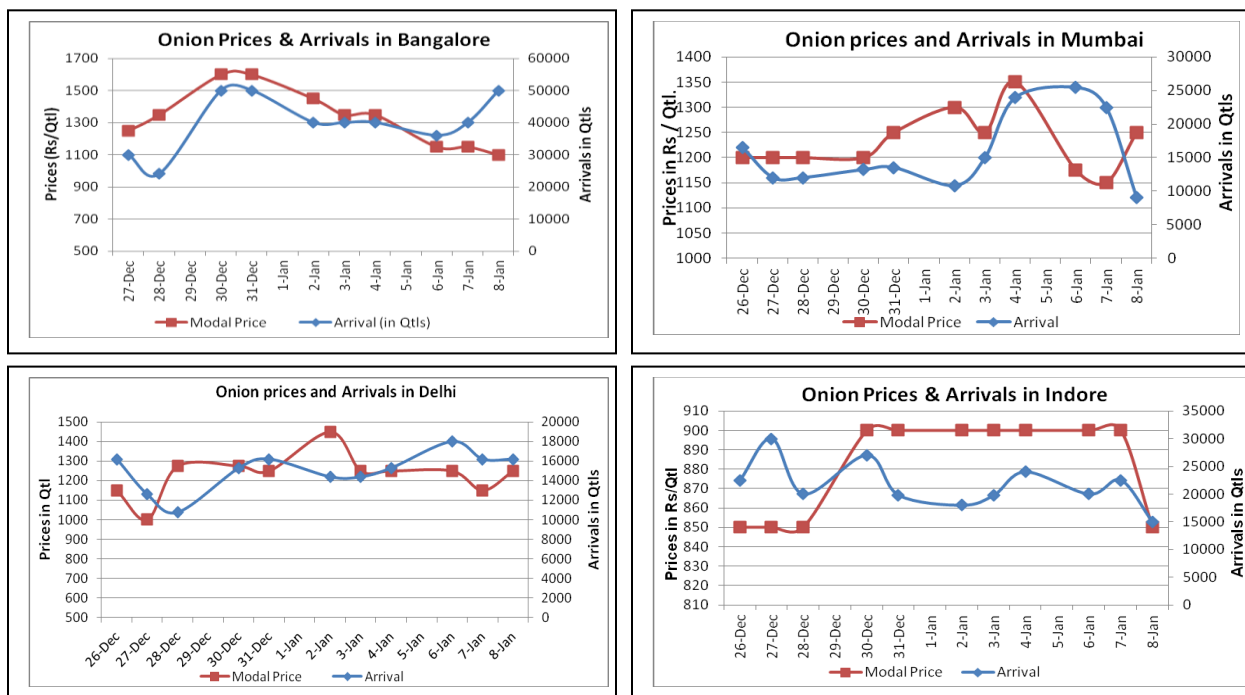 Onion Prices & Arrivals in Bangalore
Prices (Rs/Qtl)
1700
1500
1300
1100
900
700
500
60000
50000
40000
30000
20000
10000
0
Arrivals in Qtls
27-Dec
28-Dec
29-Dec
30-Dec
31-Dec
1-Jan
2-Jan
3-Jan
4-Jan
5-Jan
6-Jan
7-Jan
8-Jan
Modal Price Arrival (in Qtls)
Onion prices and Arrivals in Mumbai
Prices in Rs / Qtl.
1400
1350
1300
1250
1200
1150
1100
1050
1000
30000
25000
20000
15000
10000
5000
0
Arrivals in Qtls
26-Dec
27-Dec
28-Dec
29-Dec
30-Dec
31-Dec
1-Jan
2-Jan
3-Jan
4-Jan
5-Jan
6-Jan
7-Jan
8-Jan
Modal Price Arrival
Onion prices and Arrivals in Delhi
Prices in Qtl
1500
1400
1300
1200
1100
1000
900
800
700
600
500
20000
18000
16000
14000
12000
10000
8000
6000
4000
2000
0
Arrivals in Qtls
26-Dec
27-Dec
28-Dec
29-Dec
30-Dec
31-Dec
1-Jan
2-Jan
3-Jan
4-Jan
5-Jan
6-Jan
7-Jan
8-Jan
Modal Price Arrival
Onion Prices & Arrivals in Indore
Prices in Rs/Qtl
910
900
890
880
870
860
850
840
830
820
810
35000
30000
25000
20000
15000
10000
5000
0
Arrivals in Qtls
26-Dec
27-Dec
28-Dec
29-Dec
30-Dec
31-Dec
1-Jan
2-Jan
3-Jan
4-Jan
5-Jan
6-Jan
7-Jan
8-Jan
Modal Price Arrival